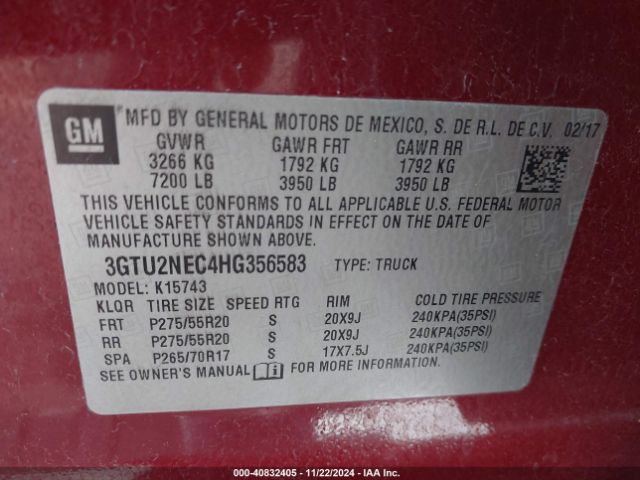 GM MFD BY GENERAL MOTORS DE MEXICO, S. DE R.L. DE C.V. 02/17
GVWR GAWR FRT GAWR RR
3266 KG 1792 KG 1792 KG
7200 LB 3950 LB 3950 LB
THIS VEHICLE CONFORMS TO ALL APPLICABLE U.S. FEDERAL MOTOR
VEHICLE SAFETY STANDARDS IN EFFECT ON THE DATE OF
MANUFACTURE SHOWN ABOVE.
3GTU2NEC4HG356583 TYPE: TRUCK
MODEL: K15743
KLQR TIRE SIZE SPEED RTG RIM COLD TIRE PRESSURE
FRT P275/55R20 S 20X9J 240KPA(35PSI)
RR P275/55R20 S 20X9J 240KPA(35PSI)
SPA P265/70R17 S 17X7.5J 240KPA(35PSI)
SEE OWNER'S MANUAL FOR MORE INFORMATION.
000-40832405 - 11/22/2024 - IAA Inc.